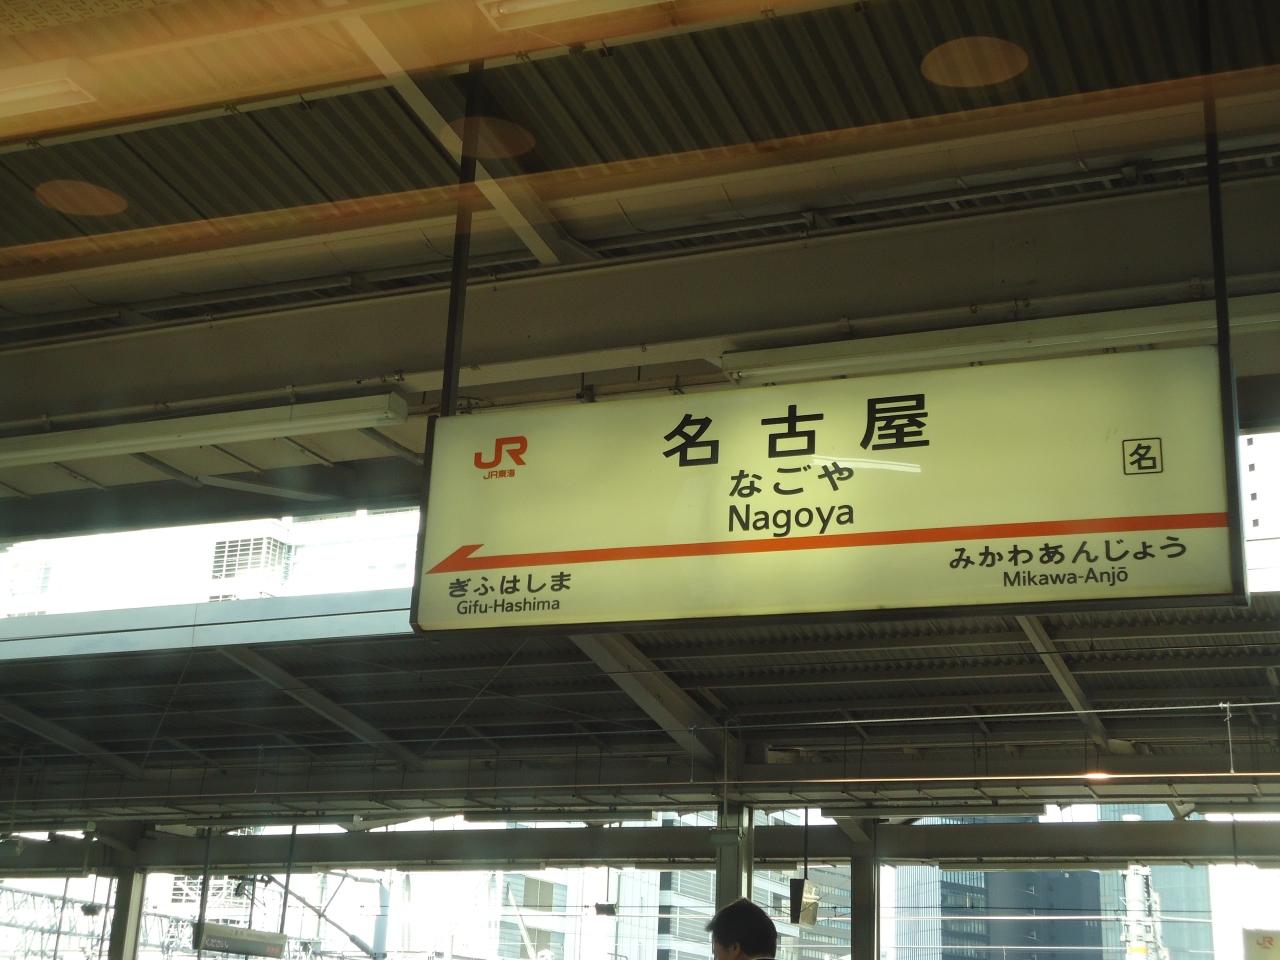 JR
JR東海
名古屋
なごや
Nagoya
名
ぎふはしま
Gifu-Hashima
みかわあんじょう
Mikawa-Anjō
JR